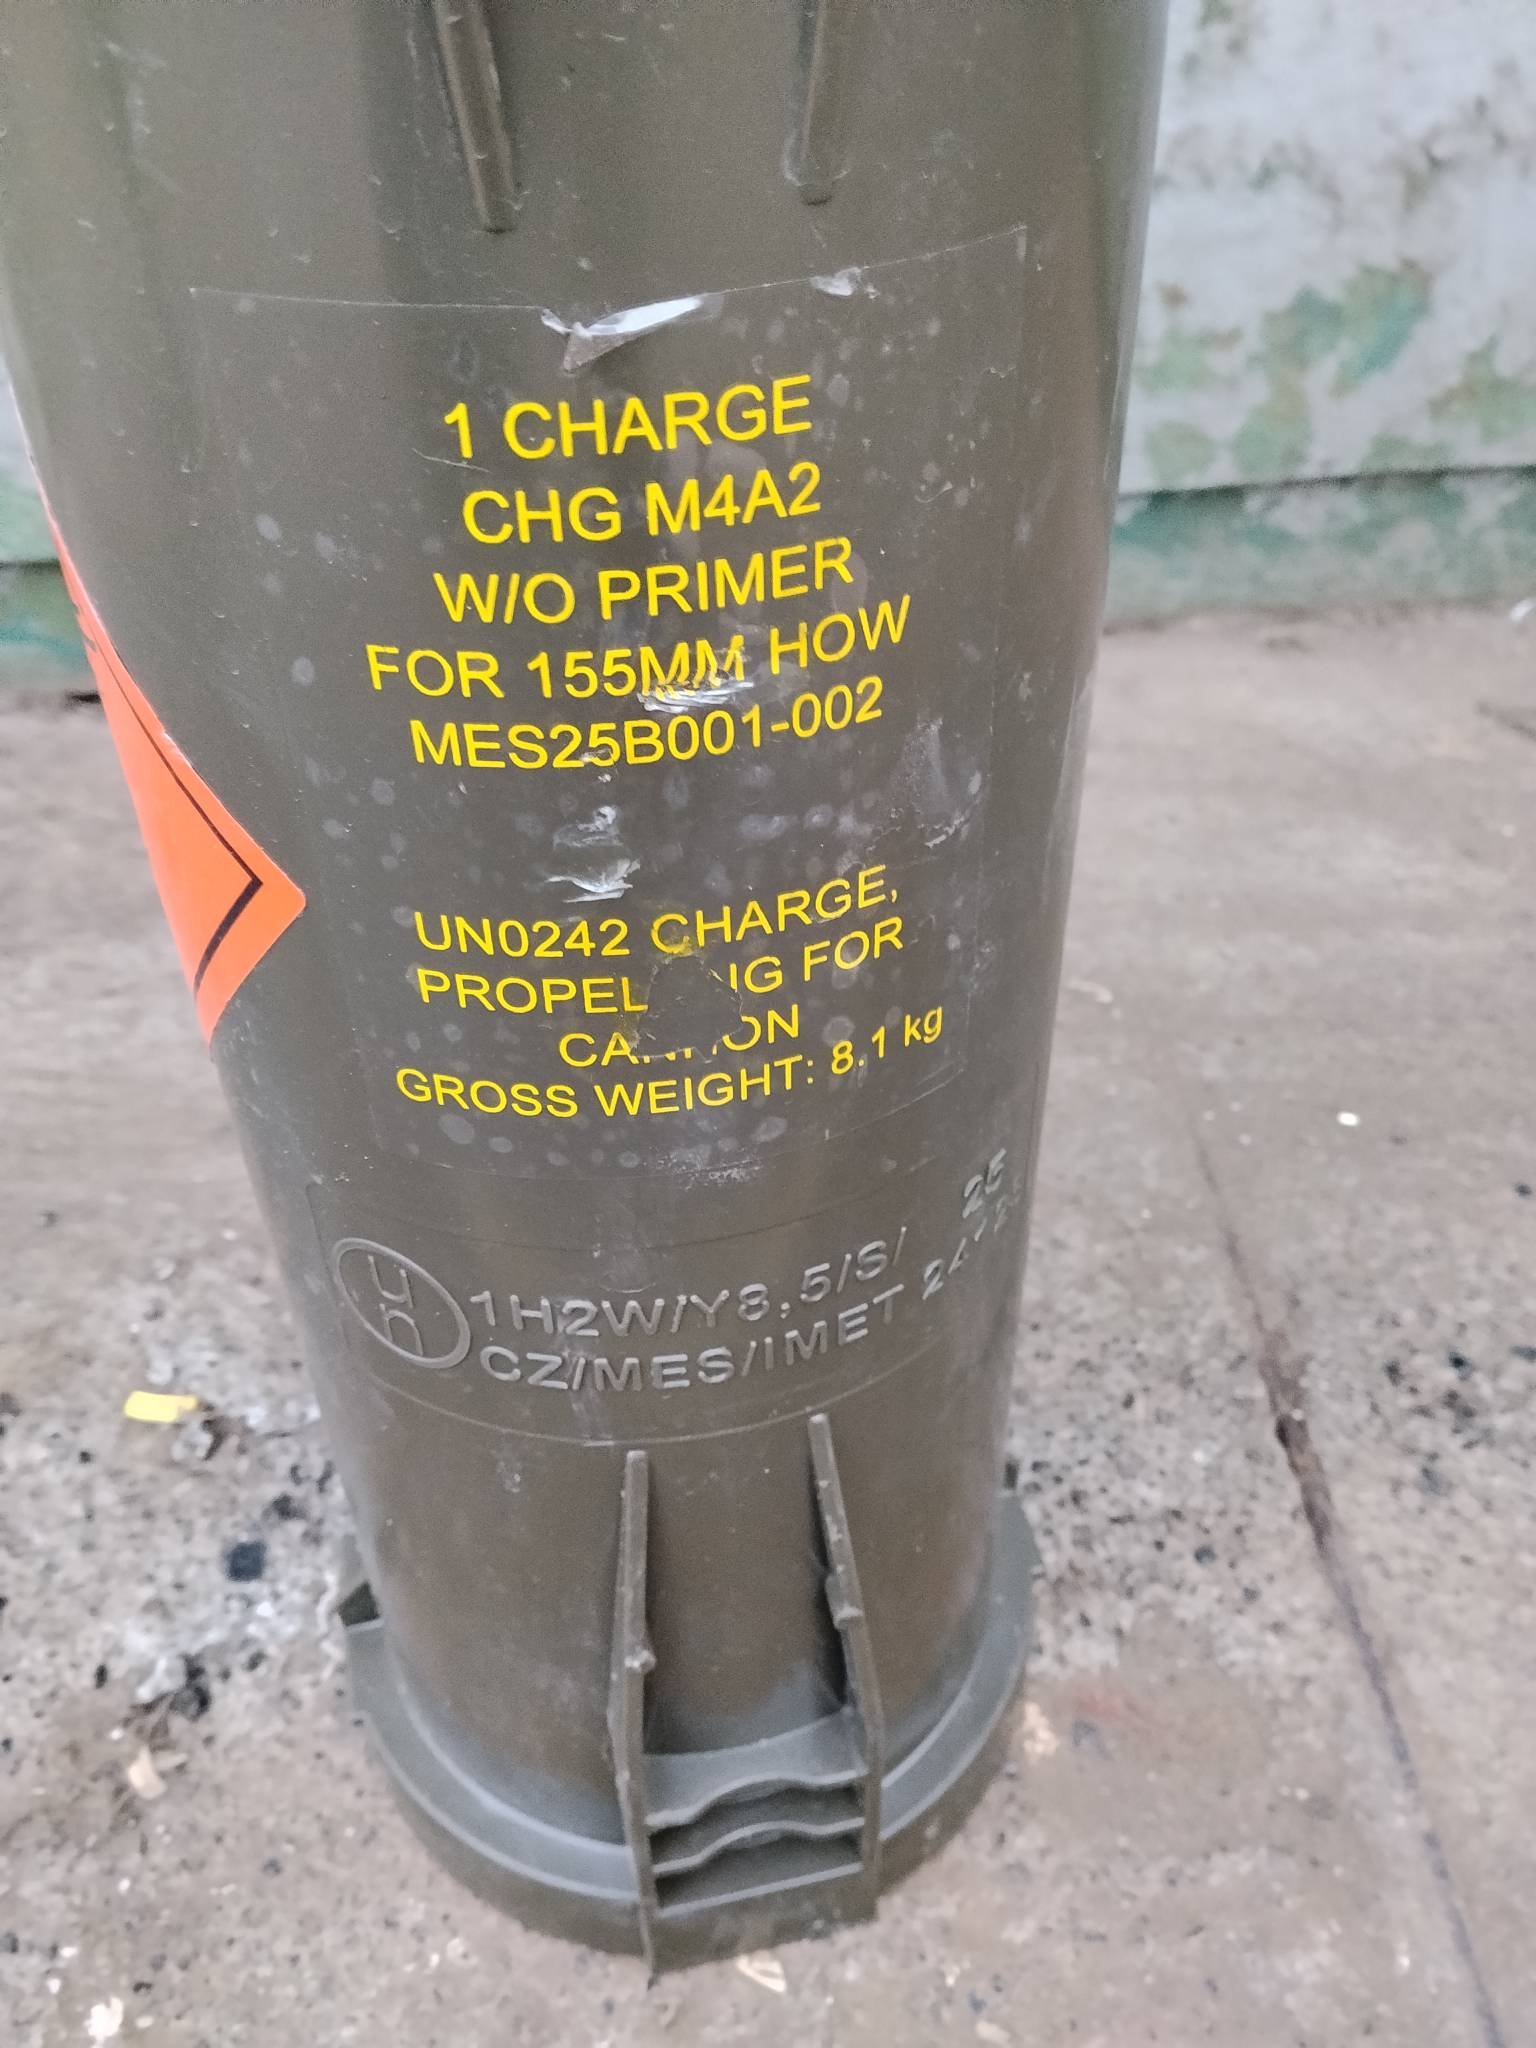 1 CHARGE
CHG M4A2
W/O PRIMER
FOR 155MM HOW
MES25B001-002
UN0242 CHARGE,
FOR
GROSS WEIGHT: 8.1 kg
un
1H2W/Y8,5/S/
CZ/MES/IMET